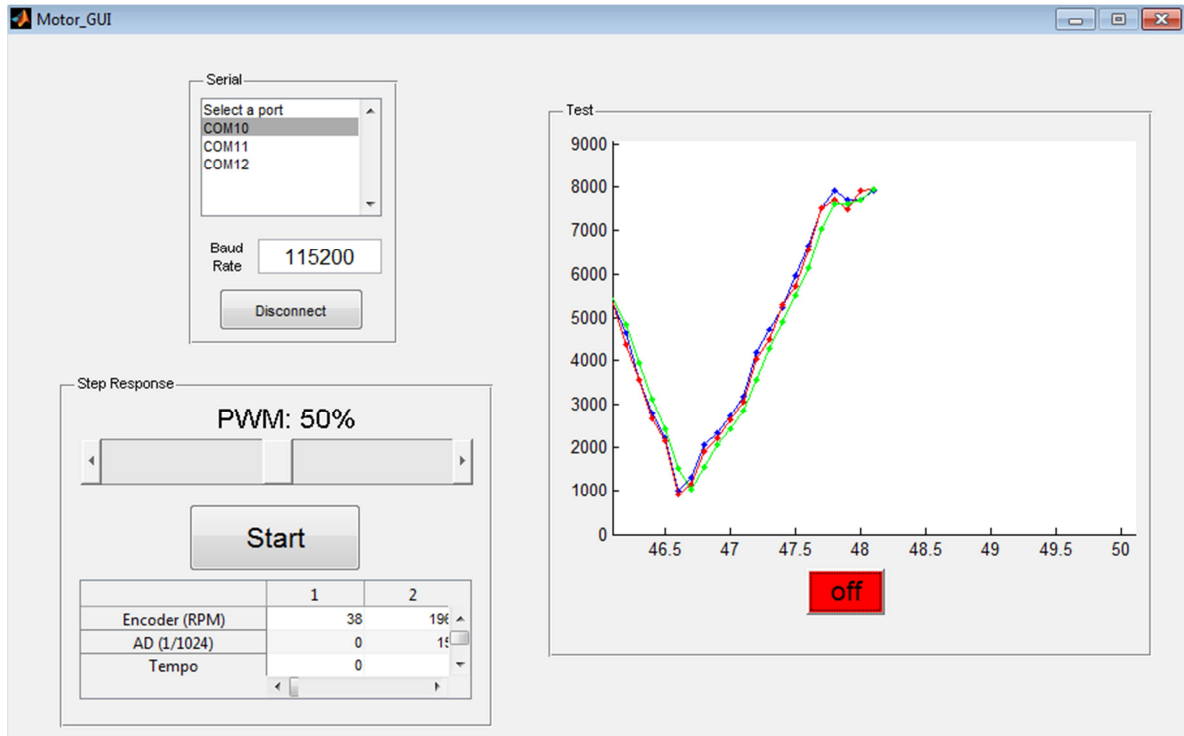 Motor_GUI
Serial
Select a port
COM10
COM11
COM12
Baud
Rate
115200
Disconnect
Step Response
PWM: 50%
Start
1 2
Encoder (RPM) 38
AD (1/1024) 0
Tempo 0
Test
9000
8000
7000
6000
5000
4000
3000
2000
1000
0
46.5 47 47.5 48 48.5 49 49.5 50
off